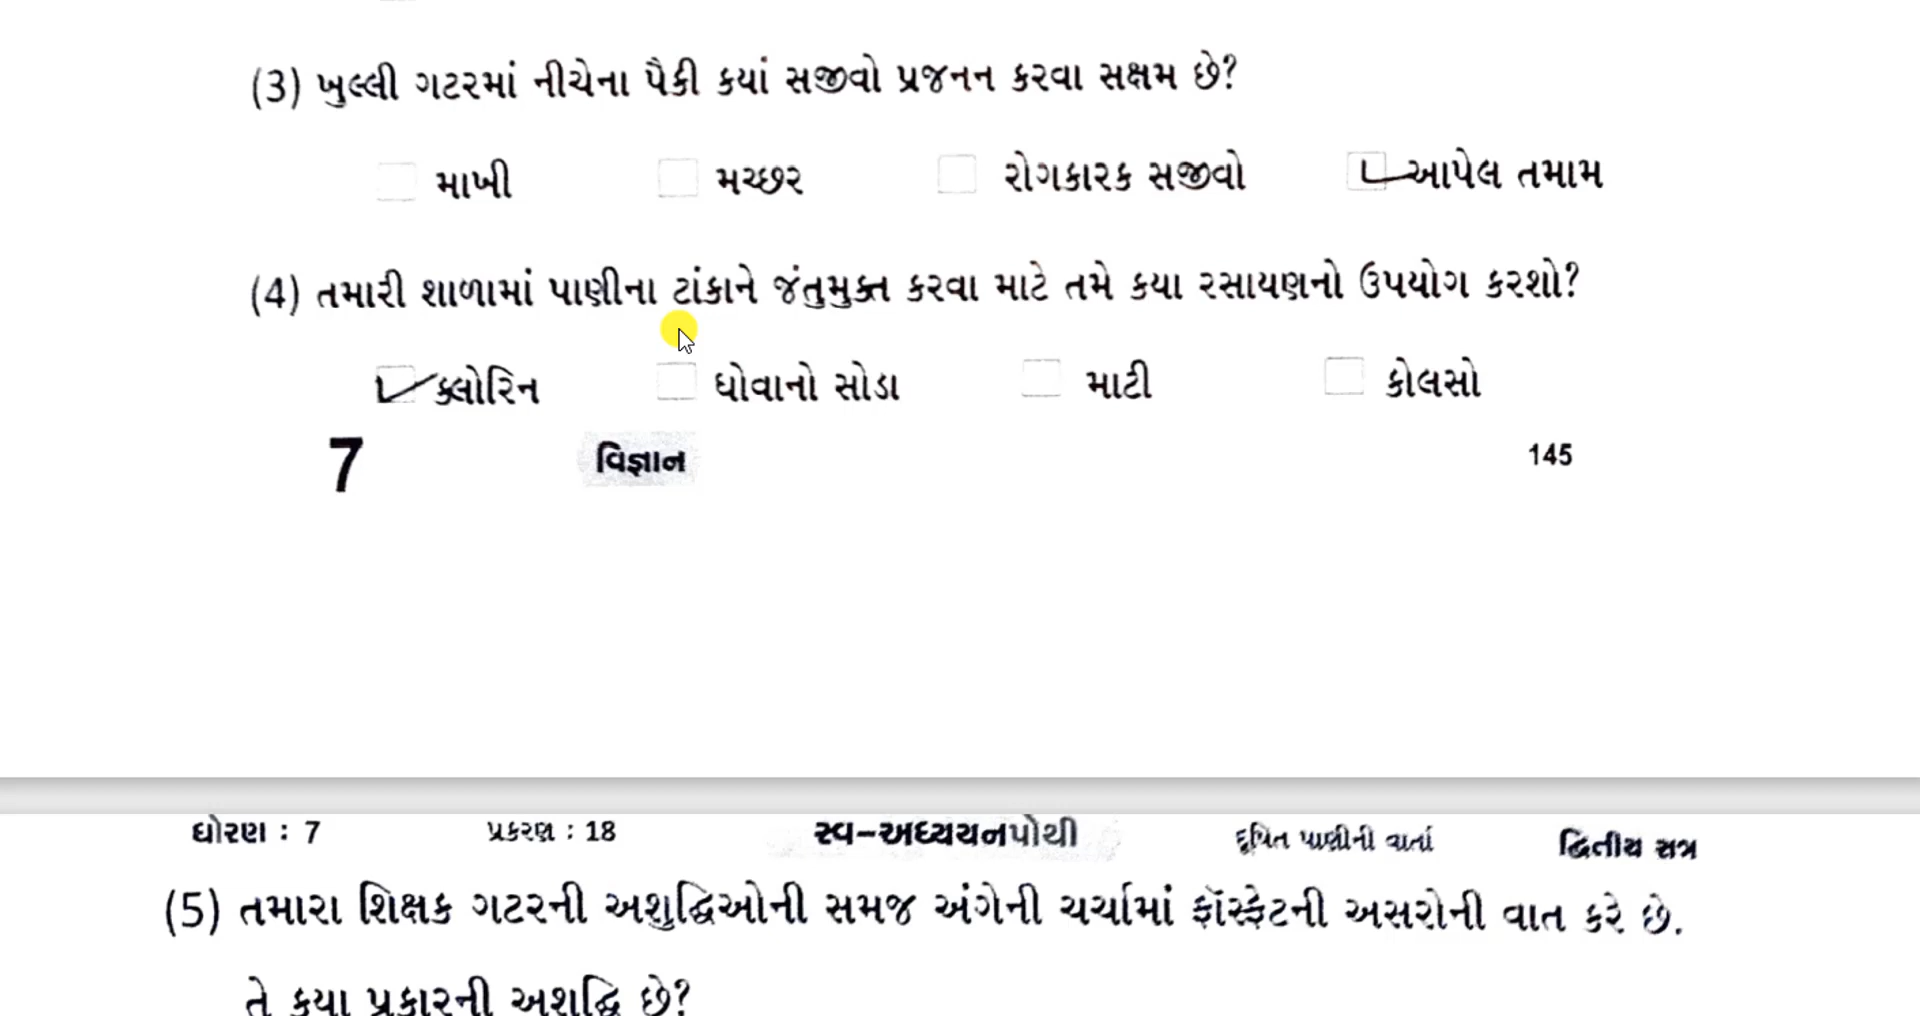 (3) ખુલ્લી ગટરમાં નીચેના પૈકી કયાં સજીવો પ્રજનન કરવા સક્ષમ છે?
માખી મચ્છર રોગકારક સજીવો આપેલ તમામ
(4) તમારી શાળામાં પાણીના ટાંકાને જંતુમુક્ત કરવા માટે તમે કયા રસાયણનો ઉપયોગ કરશો?
ક્લોરિન ધોવાનો સોડા માટી કોલસો
7 વિજ્ઞાન 145
ધોરણ : 7 પ્રકરણ : 18 સ્વ-અધ્યયનપોથી દૂષિત પાણીની વાર્તા દ્વિતીય સત્ર
(5) તમારા શિક્ષક ગટરની અશુદ્ધિઓની સમજ અંગેની ચર્ચામાં ફૉસ્ફેટની અસરોની વાત કરે છે.
તે કયા પ્રકારની અશુદ્ધિ છે?